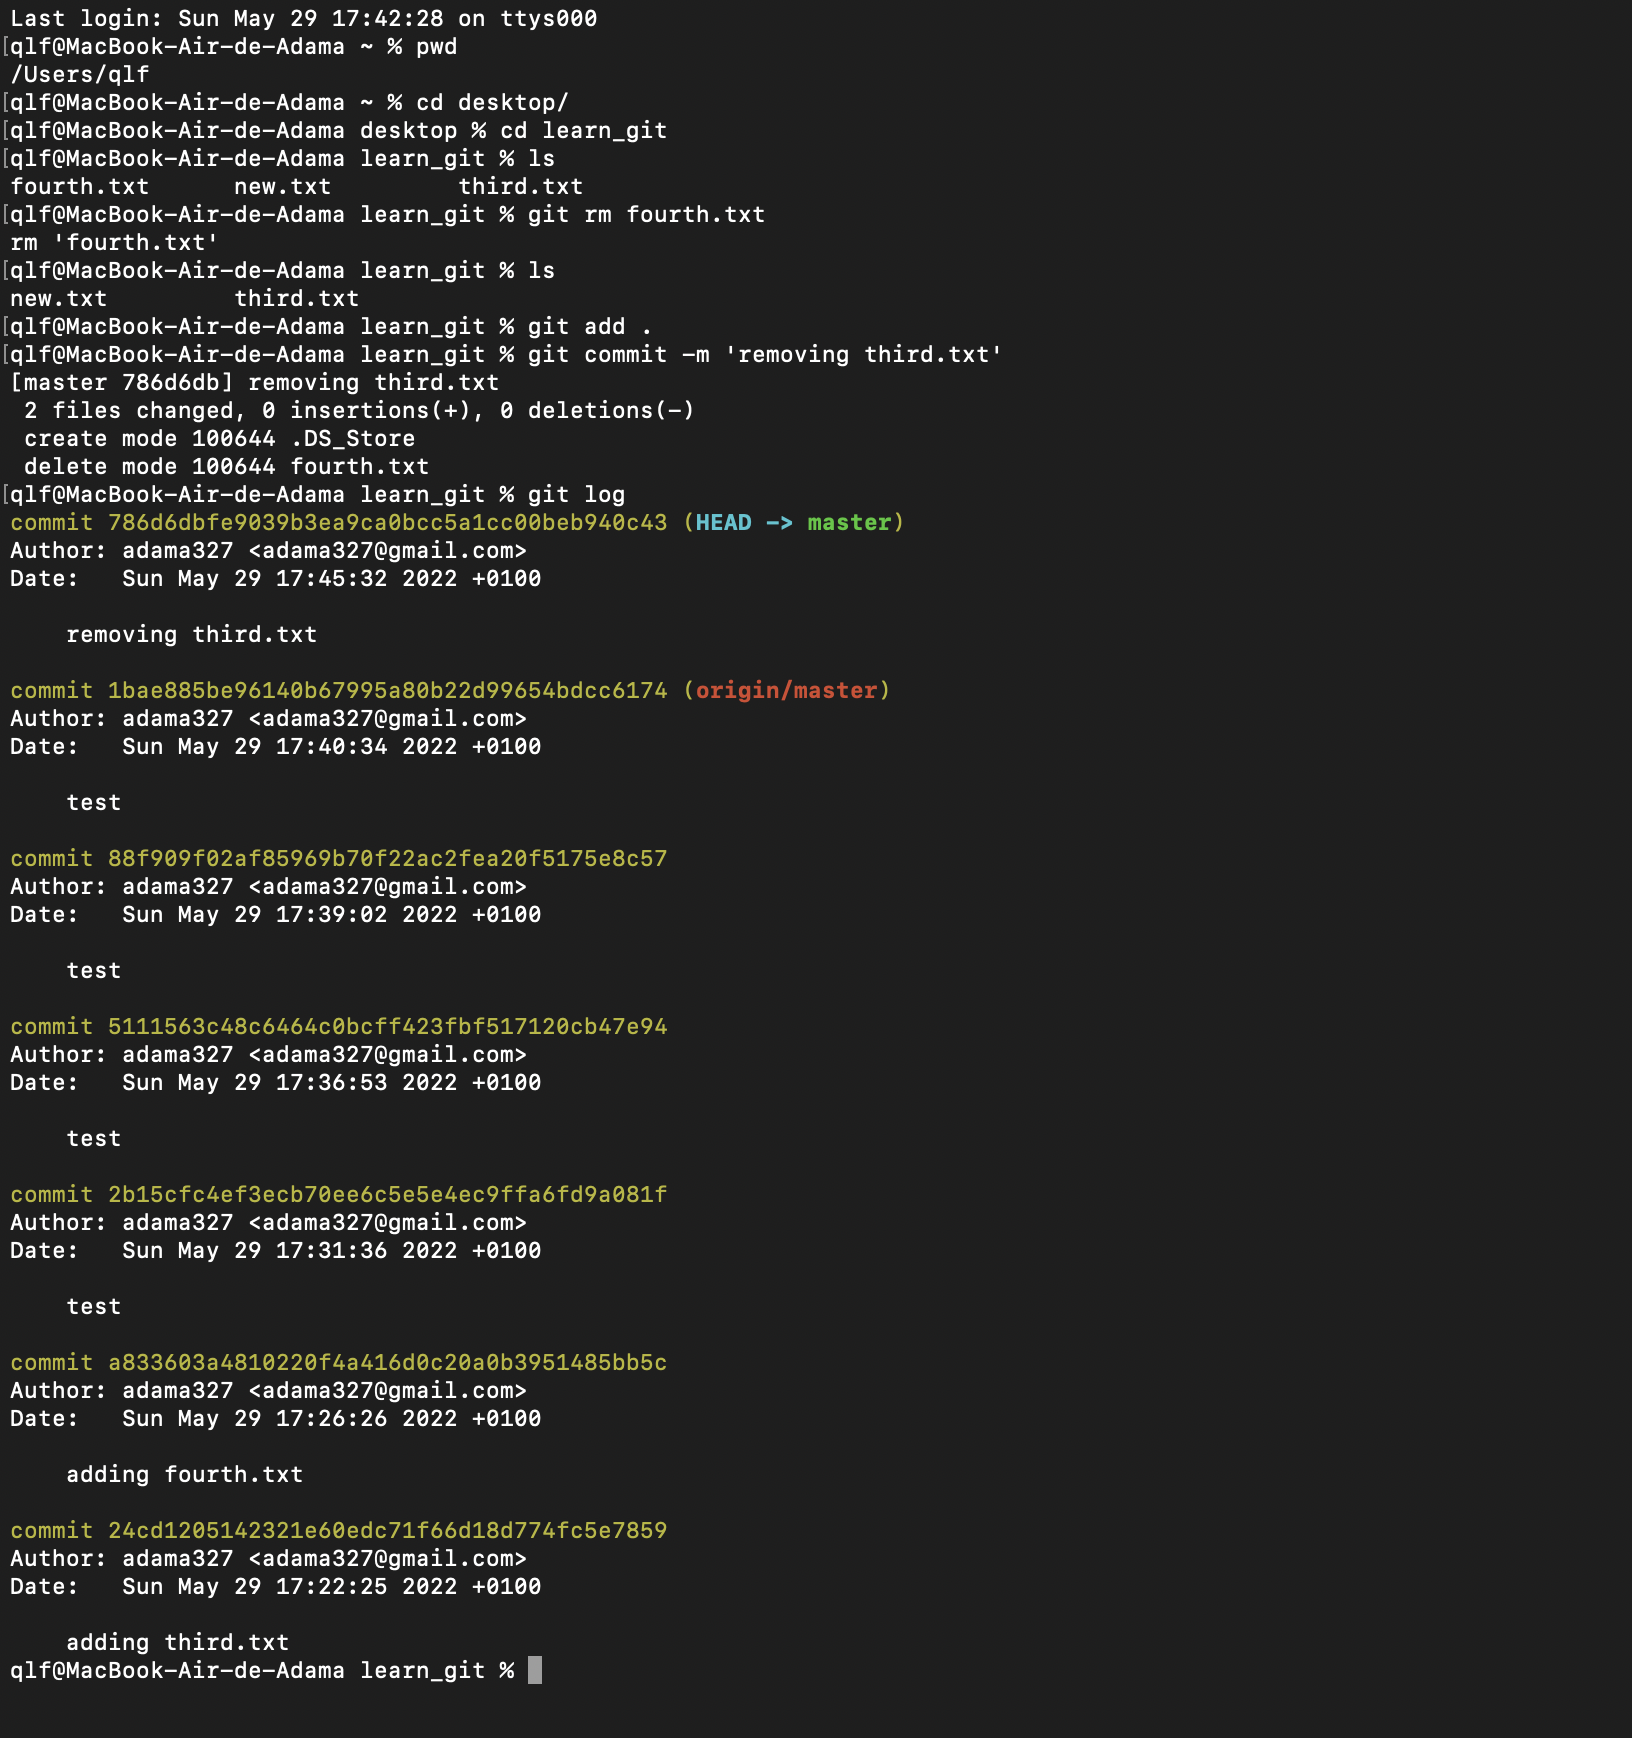 Last login: Sun May 29 17:42:28 on ttys000
[qlf@MacBook-Air-de-Adama ~ % pwd
/Users/qlf
[qlf@MacBook-Air-de-Adama ~ % cd desktop/
[qlf@MacBook-Air-de-Adama desktop % cd learn_git
[qlf@MacBook-Air-de-Adama learn_git % ls
fourth.txt      new.txt         third.txt
[qlf@MacBook-Air-de-Adama learn_git % git rm fourth.txt
rm 'fourth.txt'
[qlf@MacBook-Air-de-Adama learn_git % ls
new.txt         third.txt
[qlf@MacBook-Air-de-Adama learn_git % git add .
[qlf@MacBook-Air-de-Adama learn_git % git commit -m 'removing third.txt'
[master 786d6db] removing third.txt
 2 files changed, 0 insertions(+), 0 deletions(-)
 create mode 100644 .DS_Store
 delete mode 100644 fourth.txt
[qlf@MacBook-Air-de-Adama learn_git % git log
commit 786d6dbfe9039b3ea9ca0bcc5a1cc00beb940c43 (HEAD -> master)
Author: adama327 <adama327@gmail.com>
Date:   Sun May 29 17:45:32 2022 +0100

    removing third.txt

commit 1bae885be96140b67995a80b22d99654bdcc6174 (origin/master)
Author: adama327 <adama327@gmail.com>
Date:   Sun May 29 17:40:34 2022 +0100

    test

commit 88f909f02af85969b70f22ac2fea20f5175e8c57
Author: adama327 <adama327@gmail.com>
Date:   Sun May 29 17:39:02 2022 +0100

    test

commit 5111563c48c6464c0bcff423fbf517120cb47e94
Author: adama327 <adama327@gmail.com>
Date:   Sun May 29 17:36:53 2022 +0100

    test

commit 2b15cfc4ef3ecb70ee6c5e5e4ec9ffa6fd9a081f
Author: adama327 <adama327@gmail.com>
Date:   Sun May 29 17:31:36 2022 +0100

    test

commit a833603a4810220f4a416d0c20a0b3951485bb5c
Author: adama327 <adama327@gmail.com>
Date:   Sun May 29 17:26:26 2022 +0100

    adding fourth.txt

commit 24cd1205142321e60edc71f66d18d774fc5e7859
Author: adama327 <adama327@gmail.com>
Date:   Sun May 29 17:22:25 2022 +0100

    adding third.txt
qlf@MacBook-Air-de-Adama learn_git %